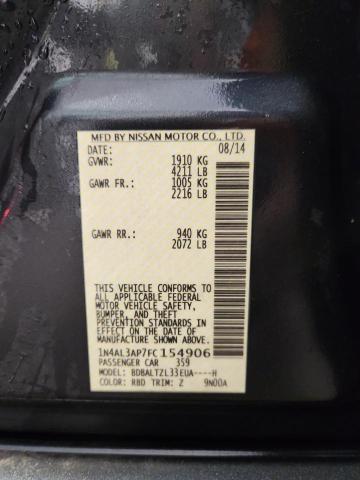 MFD BY NISSAN MOTOR CO., LTD.
DATE: 08/14
GVWR: 1910 KG
4211 LB
GAWR FR: 1005 KG
2216 LB
GAWR RR: 940 KG
2072 LB
THIS VEHICLE CONFORMS TO
ALL APPLICABLE FEDERAL
MOTOR VEHICLE SAFETY,
BUMPER, AND THEFT
PREVENTION STANDARDS
IN EFFECT ON THE DATE OF
MANUFACTURE SHOWN ABOVE.
1N4AL3AP7FC154906
PASSENGER CAR 359
MODEL: BDBALTZL33EUA----H
COLOR: RBD TRIM: Z 9N00A